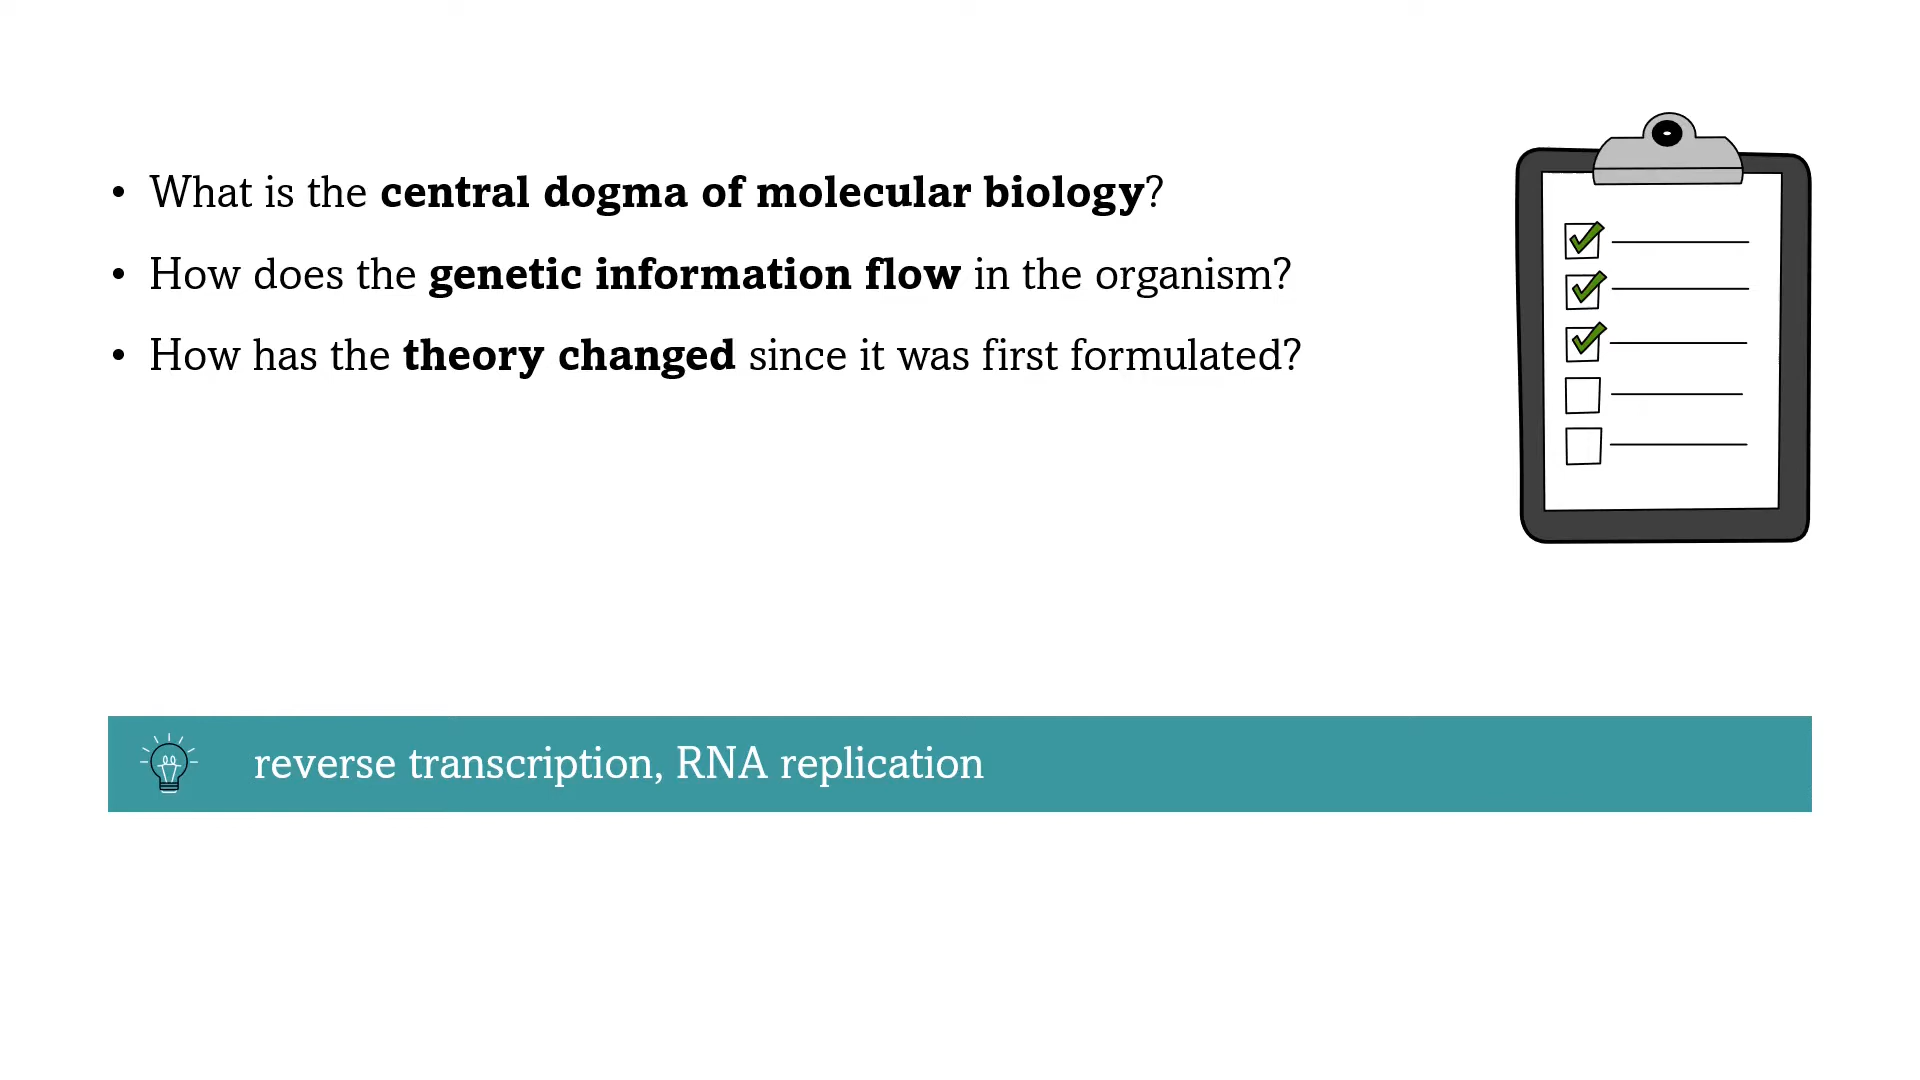 • What is the central dogma of molecular biology?
• How does the genetic information flow in the organism?
• How has the theory changed since it was first formulated?
reverse transcription, RNA replication